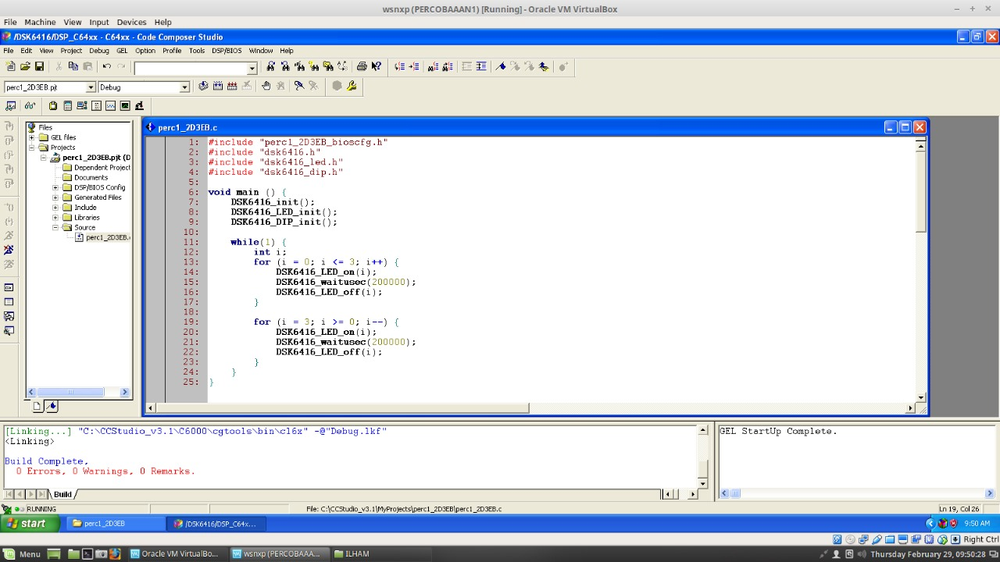 wsnxp (PERCOBAAAN1) [Running] - Oracle VM VirtualBox
File Machine View Input Devices Help
/DSK6416/DSP_C64xx - C64xx - Code Composer Studio
File Edit View Project Debug GEL Option Profile Tools DSP/BIOS Window Help
perc1_2D3EB.pjt Debug
Files
GEL files
Projects
perc1_2D3EB.pjt (D
Dependent Project
Documents
DSP/BIOS Config
Generated Files
Include
Libraries
Source
perc1_2D3EB.c
perc1_2D3EB.c
1: #include "perc1_2D3EB_bioscfg.h"
2: #include "dsk6416.h"
3: #include "dsk6416_led.h"
4: #include "dsk6416_dip.h"
5:
6: void main () {
7: DSK6416_init();
8: DSK6416_LED_init();
9: DSK6416_DIP_init();
10:
11: while(1) {
12: int i;
13: for (i = 0; i <= 3; i++) {
14: DSK6416_LED_on(i);
15: DSK6416_waitusec(200000);
16: DSK6416_LED_off(i);
17: }
18:
19: for (i = 3; i >= 0; i--) {
20: DSK6416_LED_on(i);
21: DSK6416_waitusec(200000);
22: DSK6416_LED_off(i);
23: }
24: }
25: }
[Linking...] "C:\CCStudio_v3.1\C6000\cgtools\bin\cl6x" -@"Debug.lkf"
<Linking>
Build Complete,
0 Errors, 0 Warnings, 0 Remarks.
Build
GEL StartUp Complete.
RUNNING
File: C:\CCStudio_v3.1\MyProjects\perc1_2D3EB\perc1_2D3EB.c
Ln 19, Col 26
start perc1_2D3EB /DSK6416/DSP_C64x... 9:50 AM
Right Ctrl
Menu Oracle VM VirtualBo... wsnxp (PERCOBAAA... ILHAM Thursday February 29, 09:50:28